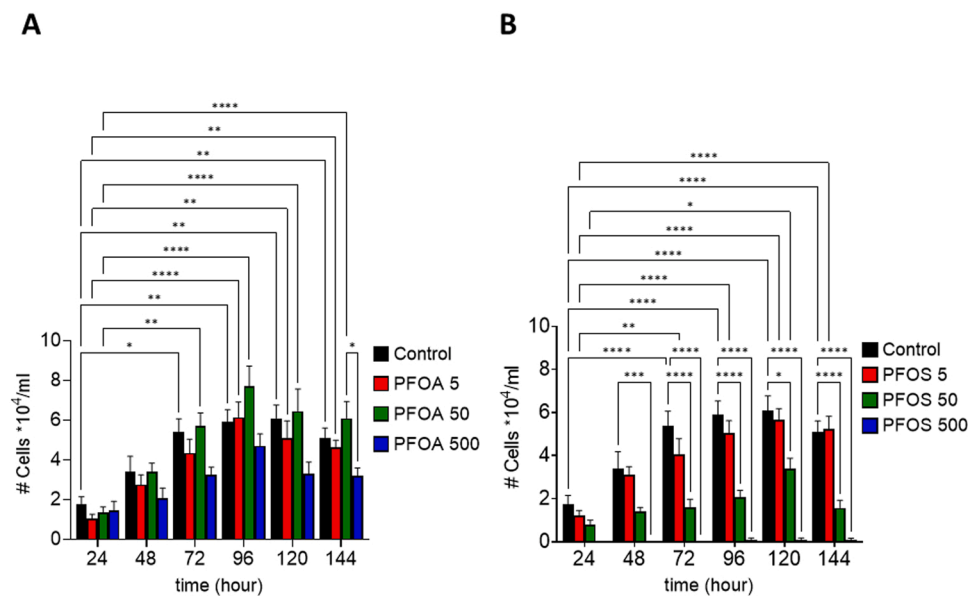 A
****
**
**
****
**
**
****
****
**
**
*
*
10
8
6
4
2
0
# Cells *10⁴/ml
24 48 72 96 120 144
time (hour)
Control
PFOA 5
PFOA 50
PFOA 500
B
****
****
*
****
****
****
****
**
**** **** **** **** ****
*** **** **** * ****
10
8
6
4
2
0
# Cells *10⁴/ml
24 48 72 96 120 144
time (hour)
Control
PFOS 5
PFOS 50
PFOS 500